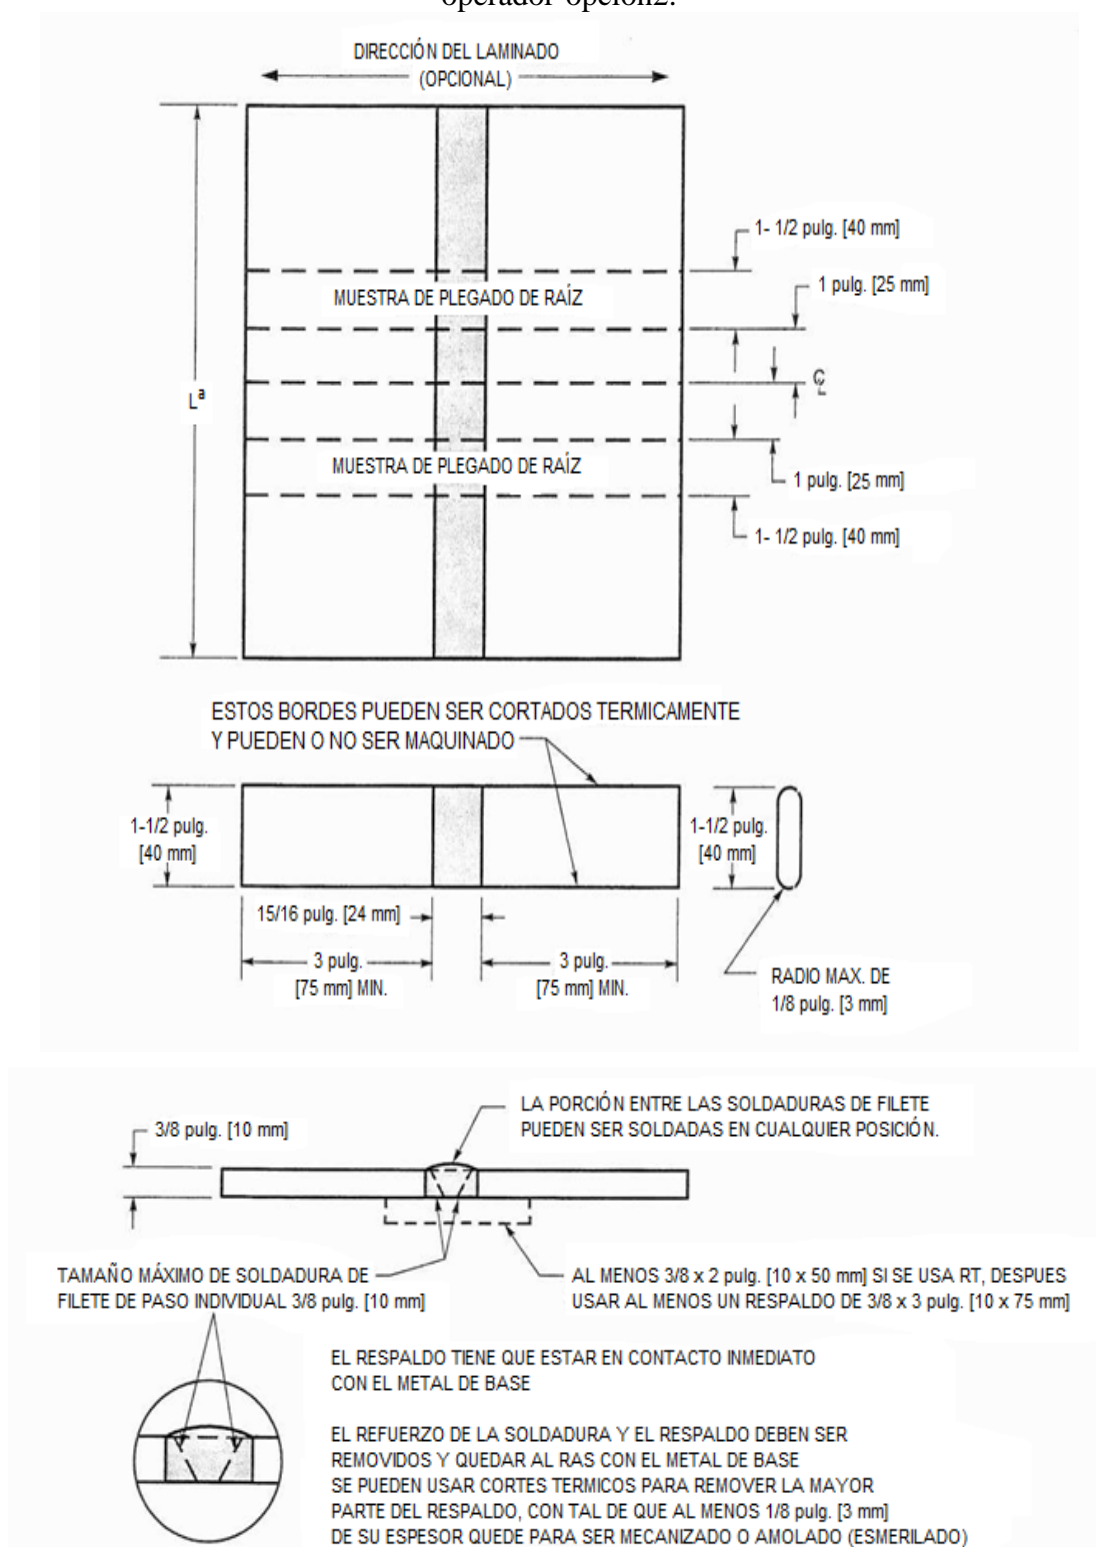 operador-opción2.
DIRECCIÓN DEL LAMINADO
(OPCIONAL)
1- 1/2 pulg. [40 mm]
1 pulg. [25 mm]
MUESTRA DE PLEGADO DE RAÍZ
℄
Lª
MUESTRA DE PLEGADO DE RAÍZ
1 pulg. [25 mm]
1- 1/2 pulg. [40 mm]
ESTOS BORDES PUEDEN SER CORTADOS TERMICAMENTE
Y PUEDEN O NO SER MAQUINADO
1-1/2 pulg.
[40 mm]
1-1/2 pulg.
[40 mm]
15/16 pulg. [24 mm]
3 pulg.
[75 mm] MIN.
3 pulg.
[75 mm] MIN.
RADIO MAX. DE
1/8 pulg. [3 mm]
LA PORCIÓN ENTRE LAS SOLDADURAS DE FILETE
PUEDEN SER SOLDADAS EN CUALQUIER POSICIÓN.
3/8 pulg. [10 mm]
TAMAÑO MÁXIMO DE SOLDADURA DE
FILETE DE PASO INDIVIDUAL 3/8 pulg. [10 mm]
AL MENOS 3/8 x 2 pulg. [10 x 50 mm] SI SE USA RT, DESPUES
USAR AL MENOS UN RESPALDO DE 3/8 x 3 pulg. [10 x 75 mm]
EL RESPALDO TIENE QUE ESTAR EN CONTACTO INMEDIATO
CON EL METAL DE BASE
EL REFUERZO DE LA SOLDADURA Y EL RESPALDO DEBEN SER
REMOVIDOS Y QUEDAR AL RAS CON EL METAL DE BASE
SE PUEDEN USAR CORTES TERMICOS PARA REMOVER LA MAYOR
PARTE DEL RESPALDO, CON TAL DE QUE AL MENOS 1/8 pulg. [3 mm]
DE SU ESPESOR QUEDE PARA SER MECANIZADO O AMOLADO (ESMERILADO)